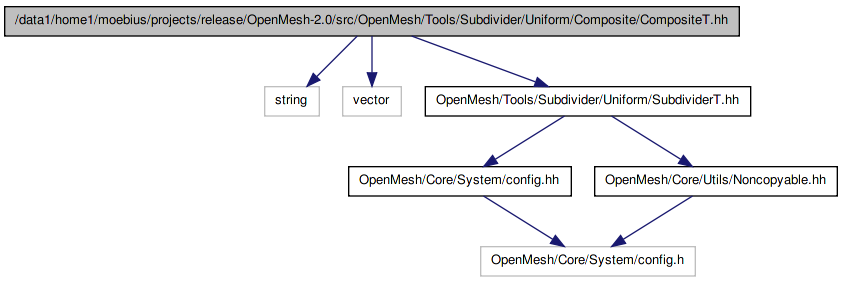 /data1/home1/moebius/projects/release/OpenMesh-2.0/src/OpenMesh/Tools/Subdivider/Uniform/Composite/CompositeT.hh
string
vector
OpenMesh/Tools/Subdivider/Uniform/SubdividerT.hh
OpenMesh/Core/System/config.hh
OpenMesh/Core/Utils/Noncopyable.hh
OpenMesh/Core/System/config.h